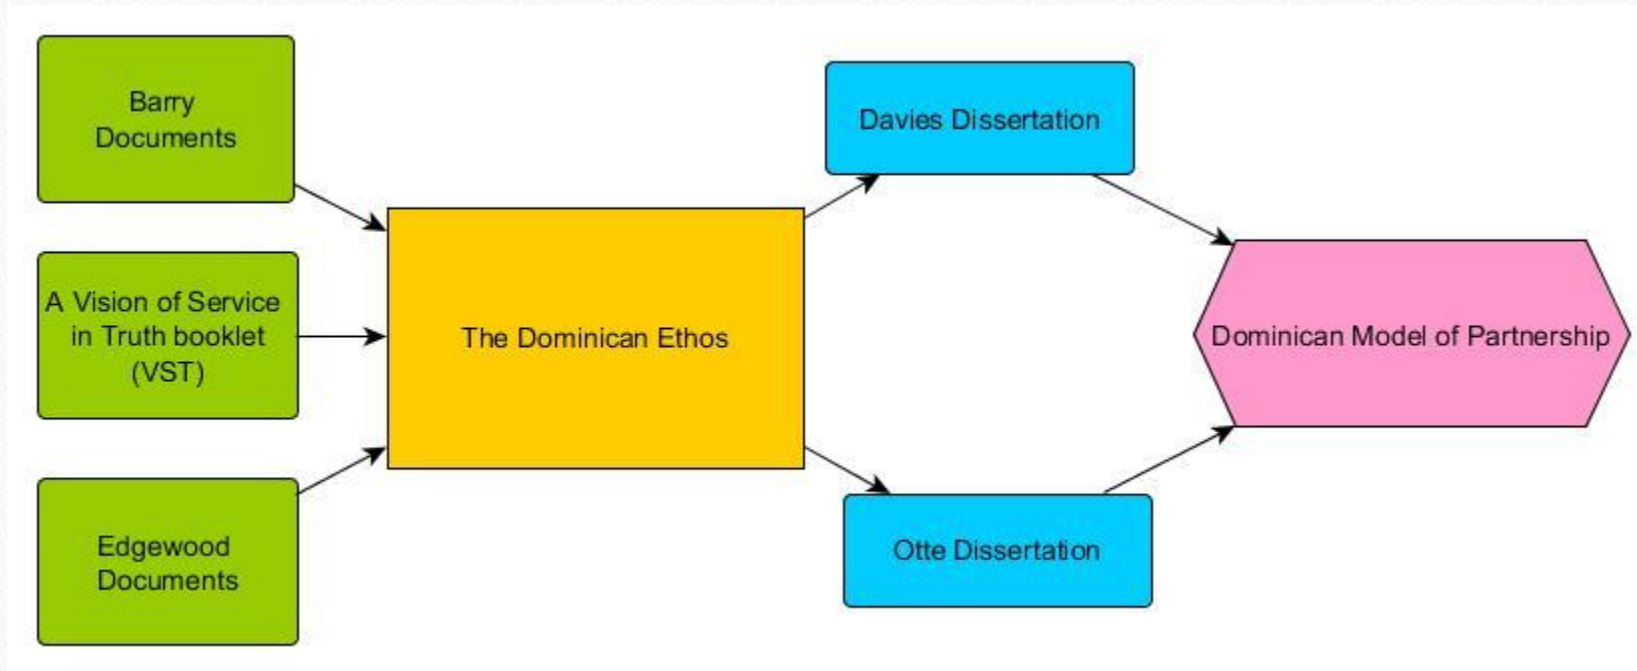 Barry
Documents
A Vision of Service
in Truth booklet
(VST)
Edgewood
Documents
The Dominican Ethos
Davies Dissertation
Otte Dissertation
Dominican Model of Partnership